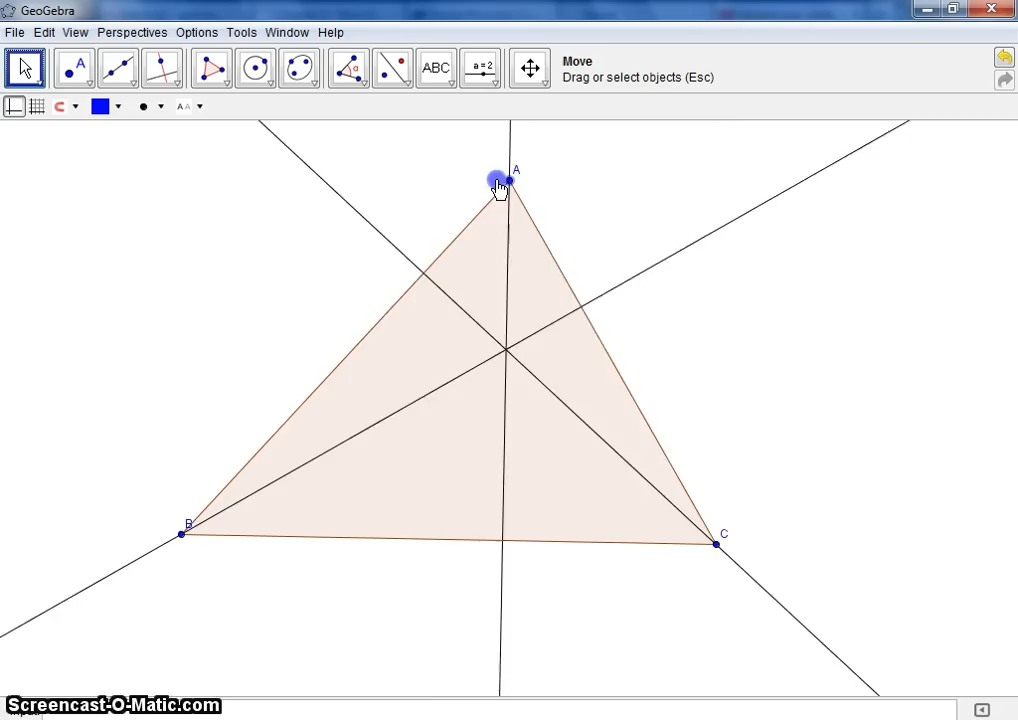 GeoGebra
File Edit View Perspectives Options Tools Window Help
A
α
ABC
a = 2
Move
Drag or select objects (Esc)
A A
A
B
C
Screencast-O-Matic.com